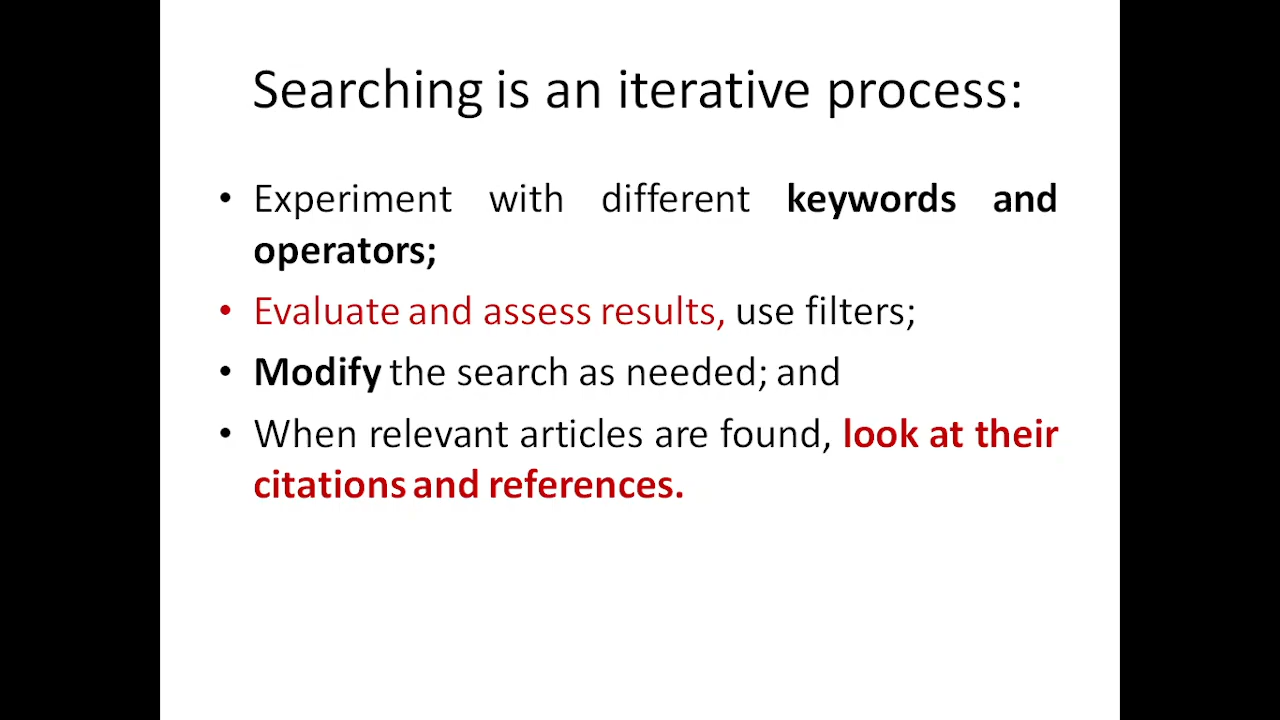 Searching is an iterative process:
• Experiment with different keywords and
operators;
• Evaluate and assess results, use filters;
• Modify the search as needed; and
• When relevant articles are found, look at their
citations and references.